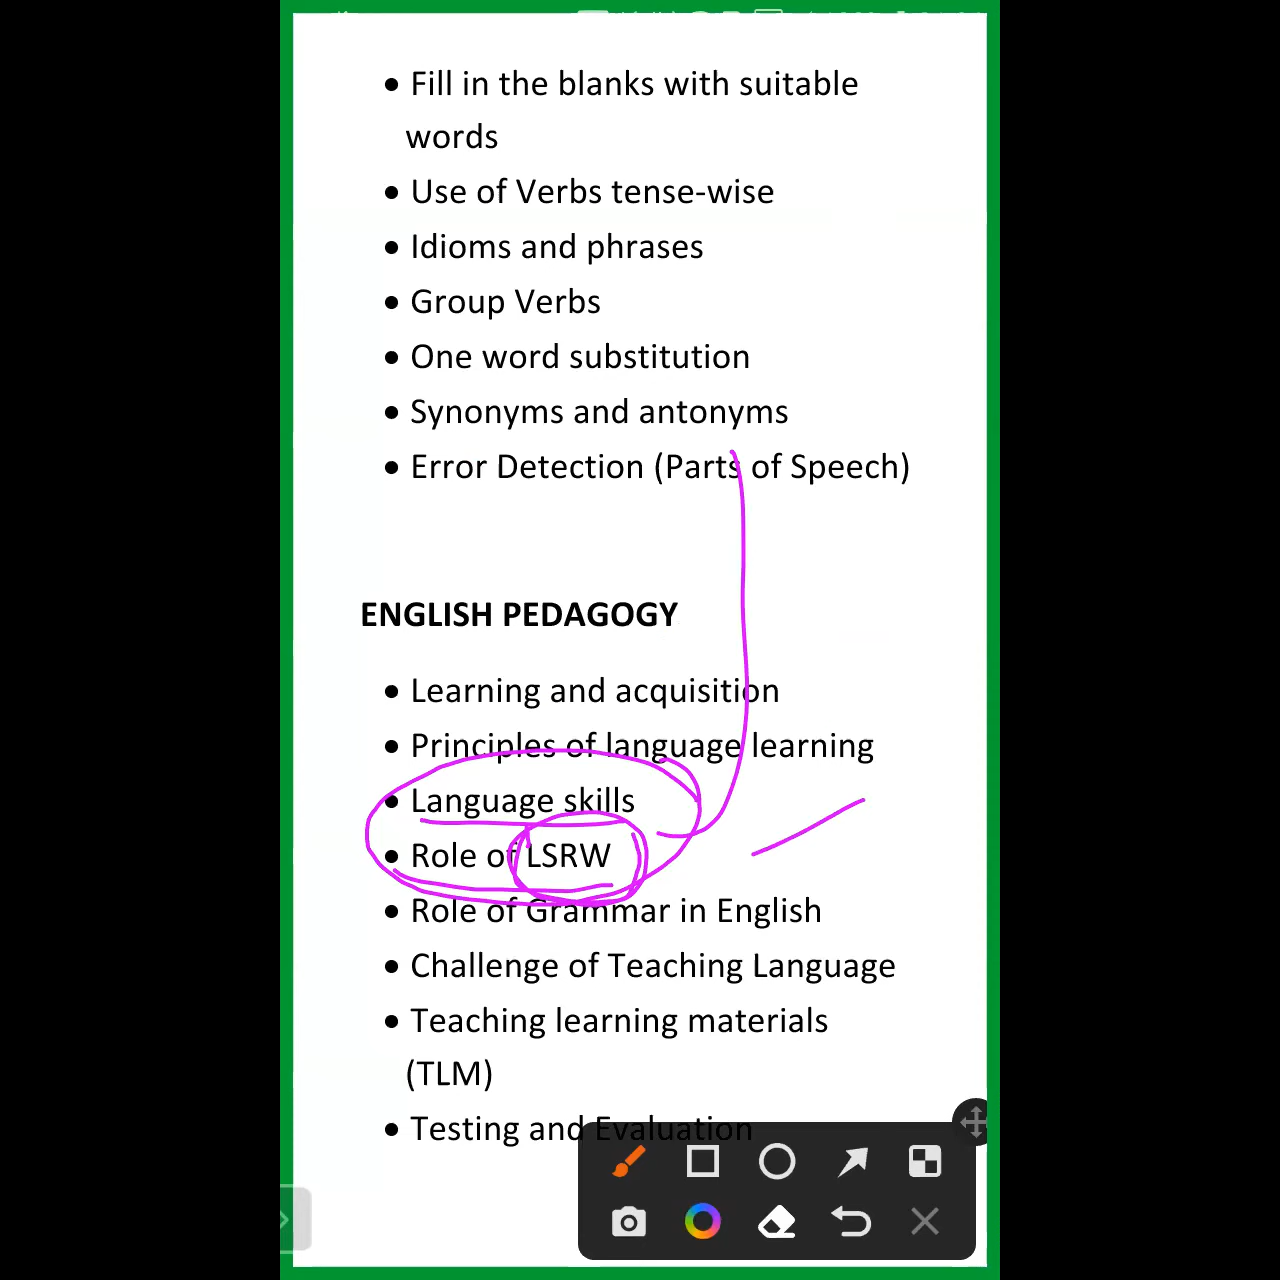 • Fill in the blanks with suitable
words
• Use of Verbs tense-wise
• Idioms and phrases
• Group Verbs
• One word substitution
• Synonyms and antonyms
• Error Detection (Parts of Speech)
ENGLISH PEDAGOGY
• Learning and acquisition
• Principles of language learning
• Language skills
• Role of LSRW
• Role of Grammar in English
• Challenge of Teaching Language
• Teaching learning materials
(TLM)
• Testing and Evaluation